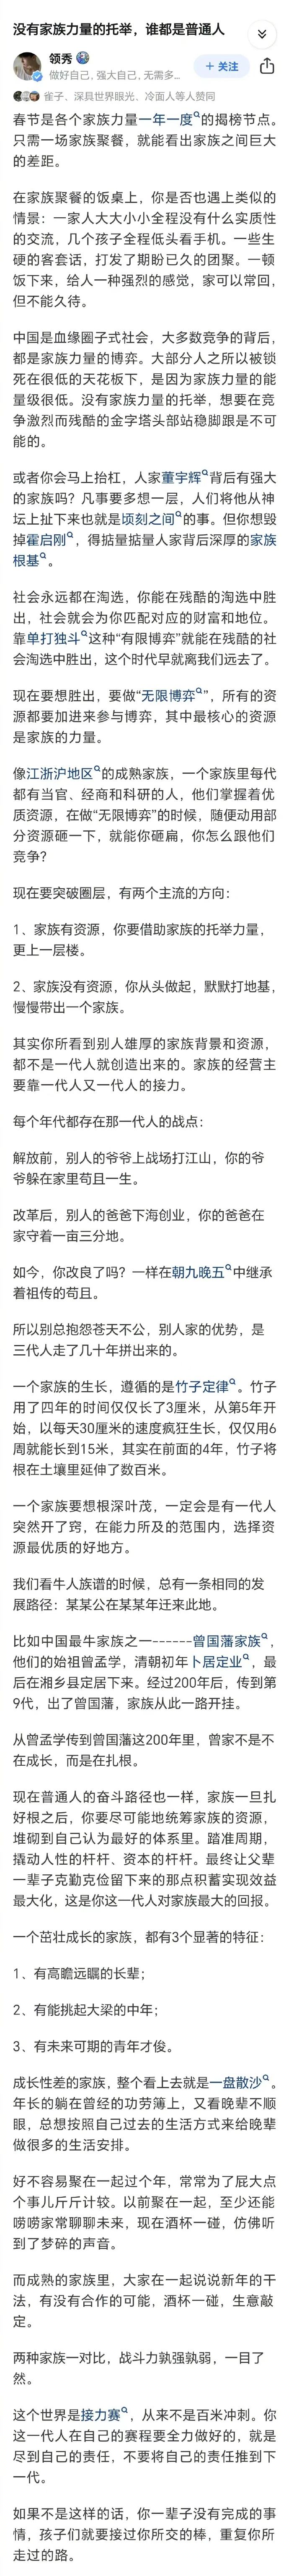 没有家族力量的托举，谁都是普通人
领秀
做好自己，强大自己，无需多...
+ 关注
雀子、深具世界眼光、冷面人等人赞同
春节是各个家族力量一年一度的揭榜节点。
只需一场家族聚餐，就能看出家族之间巨大
的差距。
在家族聚餐的饭桌上，你是否也遇上类似的
情景：一家人大大小小全程没有什么实质性
的交流，几个孩子全程低头看手机。一些生
硬的客套话，打发了期盼已久的团聚。一顿
饭下来，给人一种强烈的感觉，家可以常回，
但不能久待。
中国是血缘圈子式社会，大多数竞争的背后，
都是家族力量的博弈。大部分人之所以被锁
死在很低的天花板下，是因为家族力量的能
量级很低。没有家族力量的托举，想要在竞
争激烈而残酷的金字塔头部站稳脚跟是不可
能的。
或者你会马上抬杠，人家董宇辉背后有强大
的家族吗？凡事要多想一层，人们将他从神
坛上扯下来也就是顷刻之间的事。但你想毁
掉霍启刚，得掂量掂量人家背后深厚的家族
根基。
社会永远都在淘选，你能在残酷的淘选中胜
出，社会就会为你匹配对应的财富和地位。
靠单打独斗这种“有限博弈”就能在残酷的社
会淘选中胜出，这个时代早就离我们远去了。
现在要想胜出，要做“无限博弈”，所有的资
源都要加进来参与博弈，其中最核心的资源
是家族的力量。
像江浙沪地区的成熟家族，一个家族里每代
都有当官、经商和科研的人，他们掌握着优
质资源，在做“无限博弈”的时候，随便动用部
分资源砸一下，就能你砸扁，你怎么跟他们
竞争？
现在要突破圈层，有两个主流的方向：
1、家族有资源，你要借助家族的托举力量，
更上一层楼。
2、家族没有资源，你从头做起，默默打地基，
慢慢带出一个家族。
其实你所看到别人雄厚的家族背景和资源，
都不是一代人就创造出来的。家族的经营主
要靠一代人又一代人的接力。
每个年代都存在那一代人的战点：
解放前，别人的爷爷上战场打江山，你的爷
爷躲在家里苟且一生。
改革后，别人的爸爸下海创业，你的爸爸在
家守着一亩三分地。
如今，你改良了吗？一样在朝九晚五中继承
着祖传的苟且。
所以别总抱怨苍天不公，别人家的优势，是
三代人走了几十年拼出来的。
一个家族的生长，遵循的是竹子定律。竹子
用了四年的时间仅仅长了3厘米，从第5年开
始，以每天30厘米的速度疯狂生长，仅仅用6
周就能长到15米，其实在前面的4年，竹子将
根在土壤里延伸了数百米。
一个家族要想根深叶茂，一定会是有一代人
突然开了窍，在能力所及的范围内，选择资
源最优质的好地方。
我们看牛人族谱的时候，总有一条相同的发
展路径：某某公在某某年迁来此地。
比如中国最牛家族之一------曾国藩家族，
他们的始祖曾孟学，清朝初年卜居定业，最
后在湘乡县定居下来。经过200年后，传到第
9代，出了曾国藩，家族从此一路开挂。
从曾孟学传到曾国藩这200年里，曾家不是不
在成长，而是在扎根。
现在普通人的奋斗路径也一样，家族一旦扎
好根之后，你要尽可能地统筹家族的资源，
堆砌到自己认为最好的体系里。踏准周期，
撬动人性的杆杆、资本的杆杆。最终让父辈
一辈子克勤克俭留下来的那点积蓄实现效益
最大化，这是你这一代人对家族最大的回报。
一个茁壮成长的家族，都有3个显著的特征：
1、有高瞻远瞩的长辈；
2、有能挑起大梁的中年；
3、有未来可期的青年才俊。
成长性差的家族，整个看上去就是一盘散沙。
年长的躺在曾经的功劳簿上，又看晚辈不顺
眼，总想按照自己过去的生活方式来给晚辈
做很多的生活安排。
好不容易聚在一起过个年，常常为了屁大点
个事儿斤斤计较。以前聚在一起，至少还能
唠唠家常聊聊未来，现在酒杯一碰，仿佛听
到了梦碎的声音。
而成熟的家族里，大家在一起说说新年的干
法，有没有合作的可能，酒杯一碰，生意敲
定。
两种家族一对比，战斗力孰强孰弱，一目了
然。
这个世界是接力赛，从来不是百米冲刺。你
这一代人在自己的赛程要全力做好的，就是
尽到自己的责任，不要将自己的责任推到下
一代。
如果不是这样的话，你一辈子没有完成的事
情，孩子们就要接过你所交的棒，重复你所
走过的路。